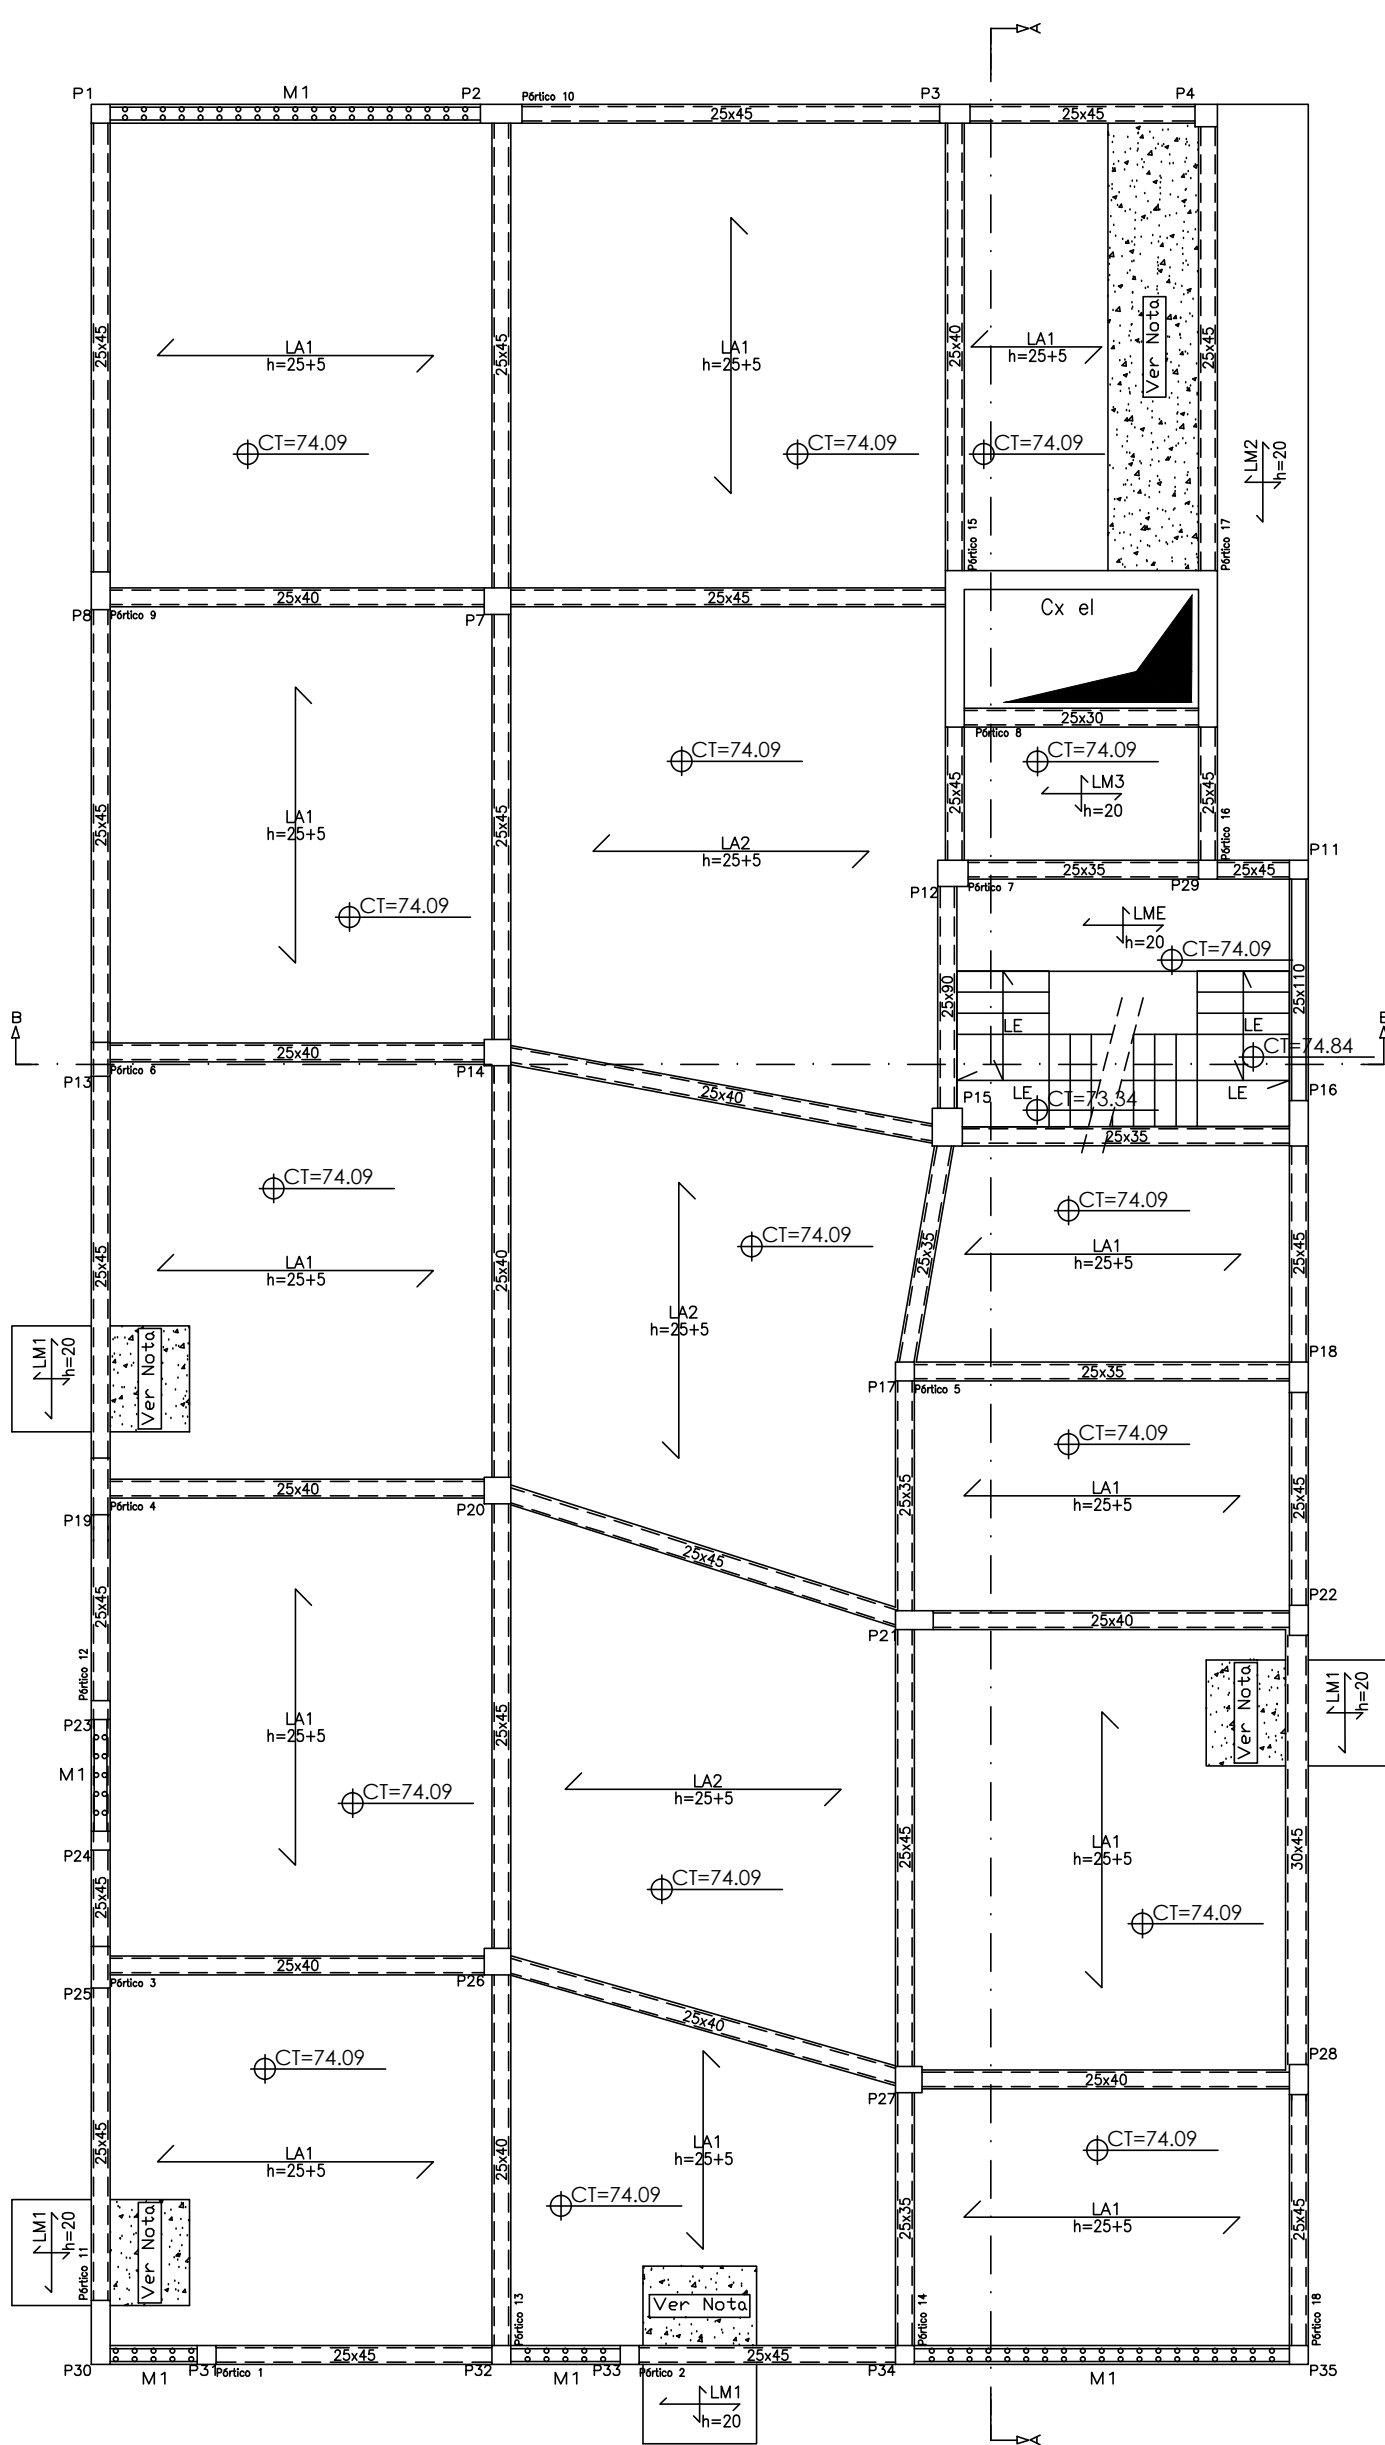 A
P1
M1
P2
Pórtico 10
P3
P4
25x45
25x45
25x45
25x45
25x40
25x45
LA1
h=25+5
LA1
h=25+5
LA1
h=25+5
Ver Nota
CT=74.09
CT=74.09
CT=74.09
LM2
h=20
Pórtico 15
Pórtico 17
P8
Pórtico 9
25x40
P7
25x45
Cx el
25x30
Pórtico 8
CT=74.09
CT=74.09
LM3
h=20
25x45
25x45
LA1
h=25+5
25x45
25x45
LA2
h=25+5
Pórtico 16
P11
25x35
25x45
P12
Pórtico 7
P29
CT=74.09
LME
h=20
CT=74.09
25x90
25x110
B
B
LE
LE
CT=74.84
25x40
P13
Pórtico 6
P14
25x40
P15
LE
CT=73.34
LE
P16
25x35
CT=74.09
CT=74.09
CT=74.09
25x45
LA1
h=25+5
25x40
25x35
LA1
h=25+5
25x45
LA2
h=25+5
LM1
h=20
Ver Nota
P18
P17
Pórtico 5
25x35
CT=74.09
25x40
P19
Pórtico 4
P20
25x45
25x35
LA1
h=25+5
25x45
25x45
P22
P21
25x40
Pórtico 12
Ver Nota
LM1
h=20
P23
M1
LA1
h=25+5
25x45
LA2
h=25+5
CT=74.09
P24
25x45
25x45
LA1
h=25+5
30x45
CT=74.09
CT=74.09
25x40
P25
Pórtico 3
P26
25x40
P28
P27
25x40
CT=74.09
25x45
LA1
h=25+5
25x40
LA1
h=25+5
CT=74.09
CT=74.09
25x35
LA1
h=25+5
25x45
LM1
h=20
Pórtico 11
Ver Nota
Ver Nota
Pórtico 13
Pórtico 14
Pórtico 18
P30
M1
P31
Pórtico 1
25x45
P32
M1
P33
Pórtico 2
25x45
P34
M1
P35
LM1
h=20
A